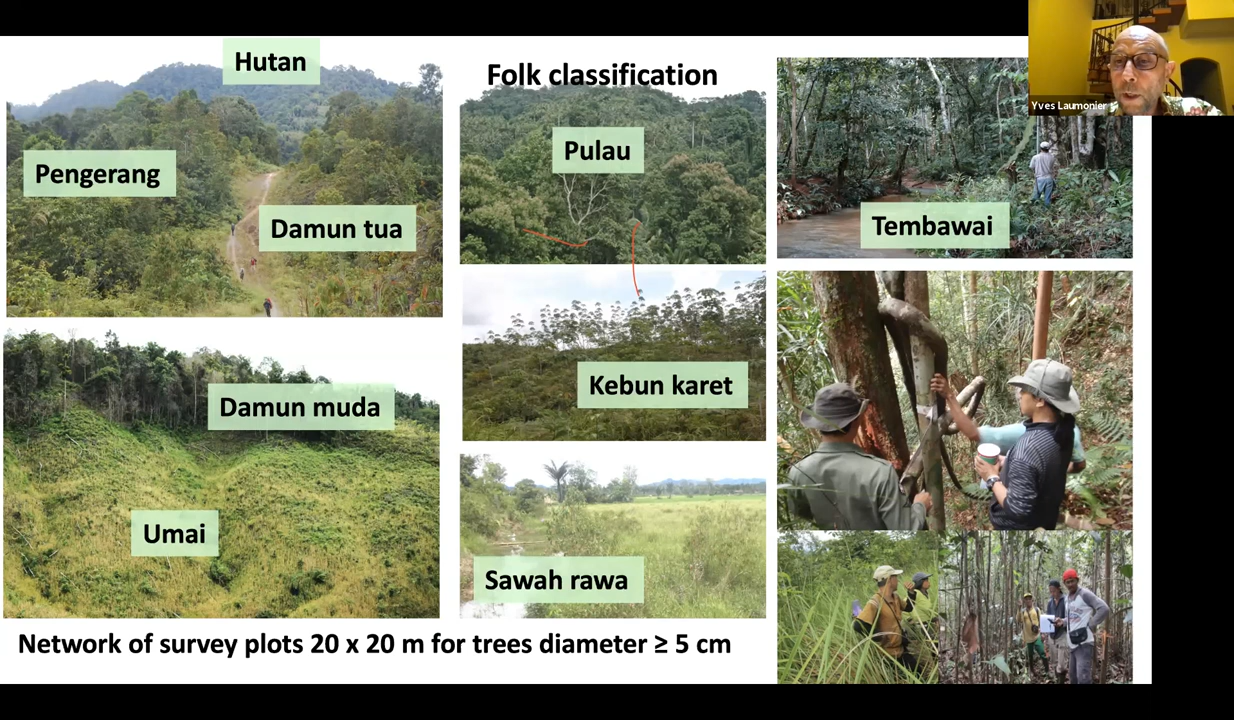 Hutan
Folk classification
Yves Laumonier
Pengerang
Pulau
Damun tua
Tembawai
Damun muda
Kebun karet
Umai
Sawah rawa
Network of survey plots 20 x 20 m for trees diameter ≥ 5 cm